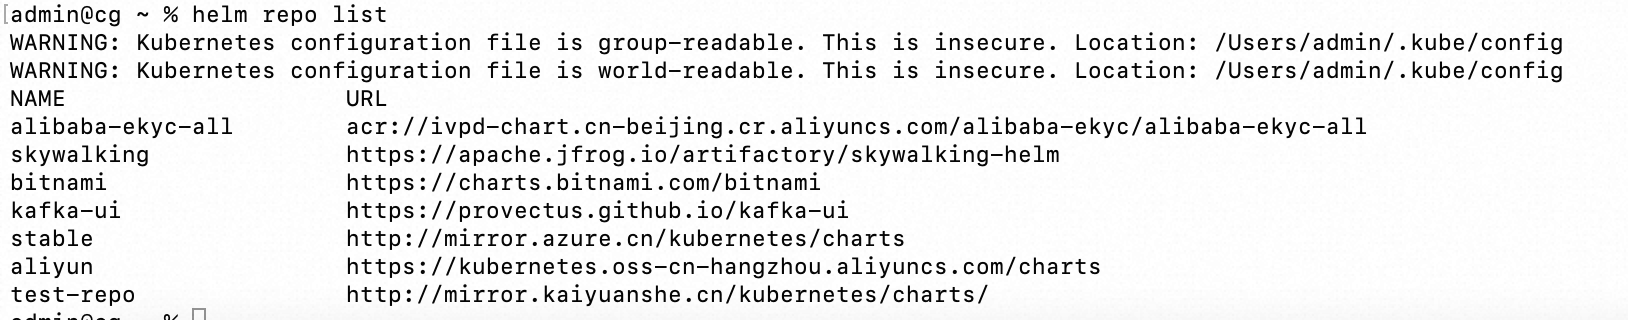 [admin@cg ~ % helm repo list
WARNING: Kubernetes configuration file is group-readable. This is insecure. Location: /Users/admin/.kube/config
WARNING: Kubernetes configuration file is world-readable. This is insecure. Location: /Users/admin/.kube/config
NAME URL
alibaba-ekyc-all acr://ivpd-chart.cn-beijing.cr.aliyuncs.com/alibaba-ekyc/alibaba-ekyc-all
skywalking https://apache.jfrog.io/artifactory/skywalking-helm
bitnami https://charts.bitnami.com/bitnami
kafka-ui https://provectus.github.io/kafka-ui
stable http://mirror.azure.cn/kubernetes/charts
aliyun https://kubernetes.oss-cn-hangzhou.aliyuncs.com/charts
test-repo http://mirror.kaiyuanshe.cn/kubernetes/charts/
admin@cg ~ %